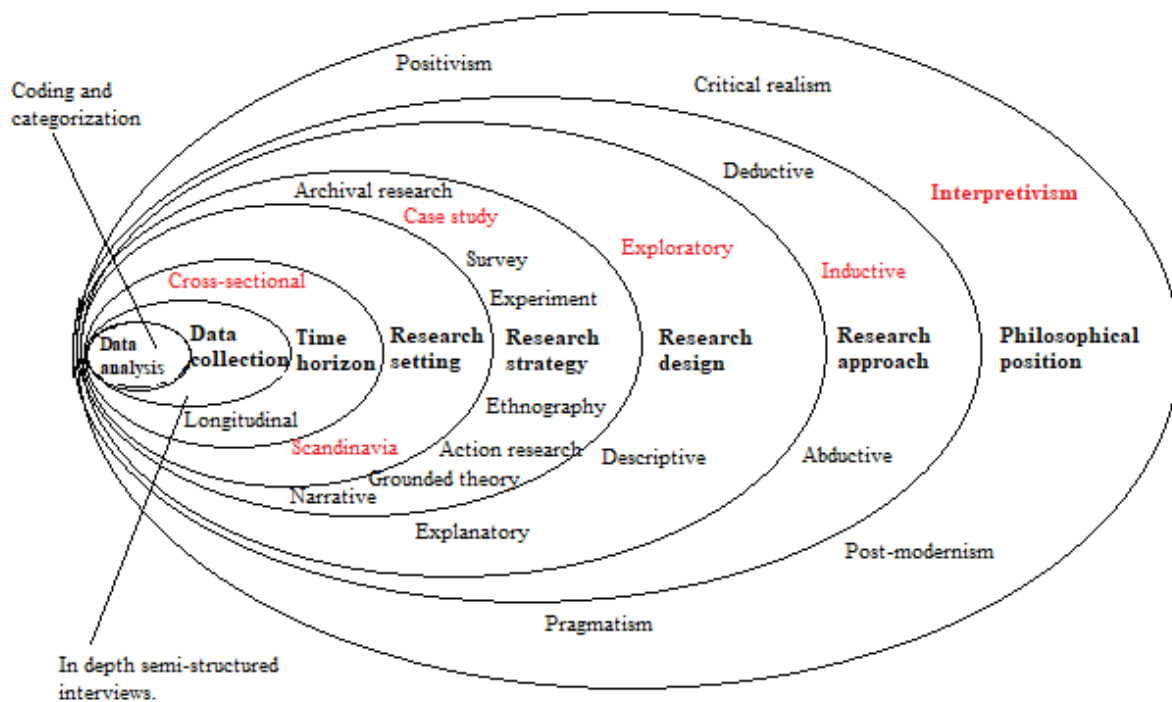 Positivism
Critical realism
Coding and
categorization
Deductive
Archival research
Interpretivism
Case study
Exploratory
Survey
Inductive
Cross-sectional
Experiment
Data
analysis
Data
collection
Time
horizon
Research
setting
Research
strategy
Research
design
Research
approach
Philosophical
position
Longitudinal
Ethnography
Scandinavia
Action research
Descriptive
Abductive
Grounded theory
Narrative
Explanatory
Post-modernism
Pragmatism
In depth semi-structured
interviews.